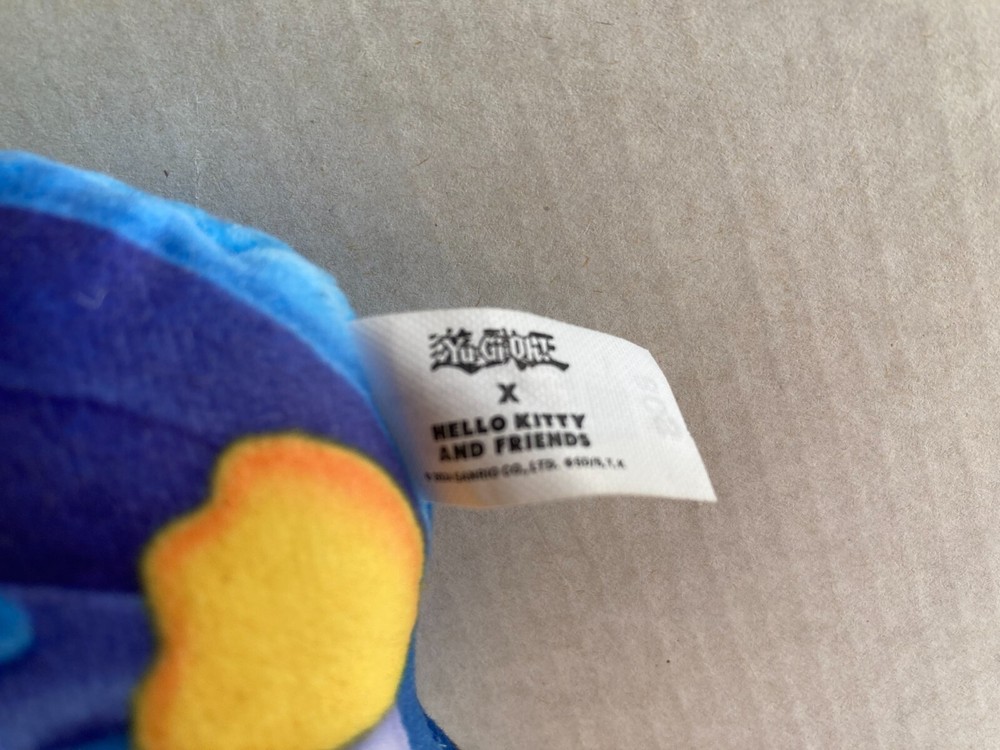 Yu-Gi-Oh!
X
HELLO KITTY
AND FRIENDS
SANRIO CO., LTD.